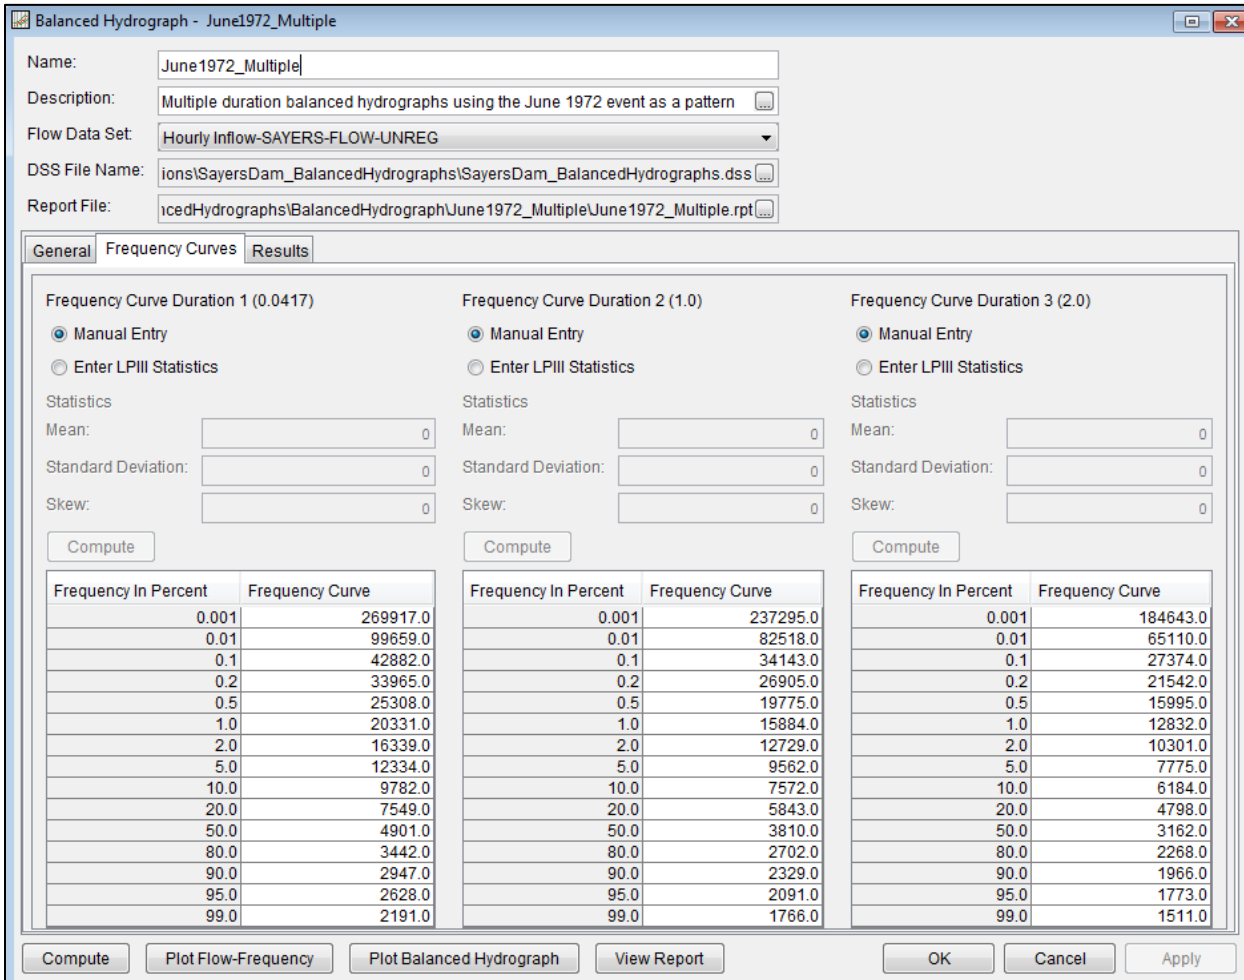 Balanced Hydrograph - June1972_Multiple
Name: June1972_Multiple
Description: Multiple duration balanced hydrographs using the June 1972 event as a pattern ...
Flow Data Set: Hourly Inflow-SAYERS-FLOW-UNREG
DSS File Name: ions\SayersDam_BalancedHydrographs\SayersDam_BalancedHydrographs.dss ...
Report File: ncedHydrographs\BalancedHydrograph\June1972_Multiple\June1972_Multiple.rpt ...
General Frequency Curves Results
Frequency Curve Duration 1 (0.0417) Frequency Curve Duration 2 (1.0) Frequency Curve Duration 3 (2.0)
Manual Entry Manual Entry Manual Entry
Enter LPIII Statistics Enter LPIII Statistics Enter LPIII Statistics
Statistics Statistics Statistics
Mean: 0 Mean: 0 Mean: 0
Standard Deviation: 0 Standard Deviation: 0 Standard Deviation: 0
Skew: 0 Skew: 0 Skew: 0
Compute Compute Compute
Frequency In Percent Frequency Curve Frequency In Percent Frequency Curve Frequency In Percent Frequency Curve
0.001 269917.0 0.001 237295.0 0.001 184643.0
0.01 99659.0 0.01 82518.0 0.01 65110.0
0.1 42882.0 0.1 34143.0 0.1 27374.0
0.2 33965.0 0.2 26905.0 0.2 21542.0
0.5 25308.0 0.5 19775.0 0.5 15995.0
1.0 20331.0 1.0 15884.0 1.0 12832.0
2.0 16339.0 2.0 12729.0 2.0 10301.0
5.0 12334.0 5.0 9562.0 5.0 7775.0
10.0 9782.0 10.0 7572.0 10.0 6184.0
20.0 7549.0 20.0 5843.0 20.0 4798.0
50.0 4901.0 50.0 3810.0 50.0 3162.0
80.0 3442.0 80.0 2702.0 80.0 2268.0
90.0 2947.0 90.0 2329.0 90.0 1966.0
95.0 2628.0 95.0 2091.0 95.0 1773.0
99.0 2191.0 99.0 1766.0 99.0 1511.0
Compute Plot Flow-Frequency Plot Balanced Hydrograph View Report OK Cancel Apply